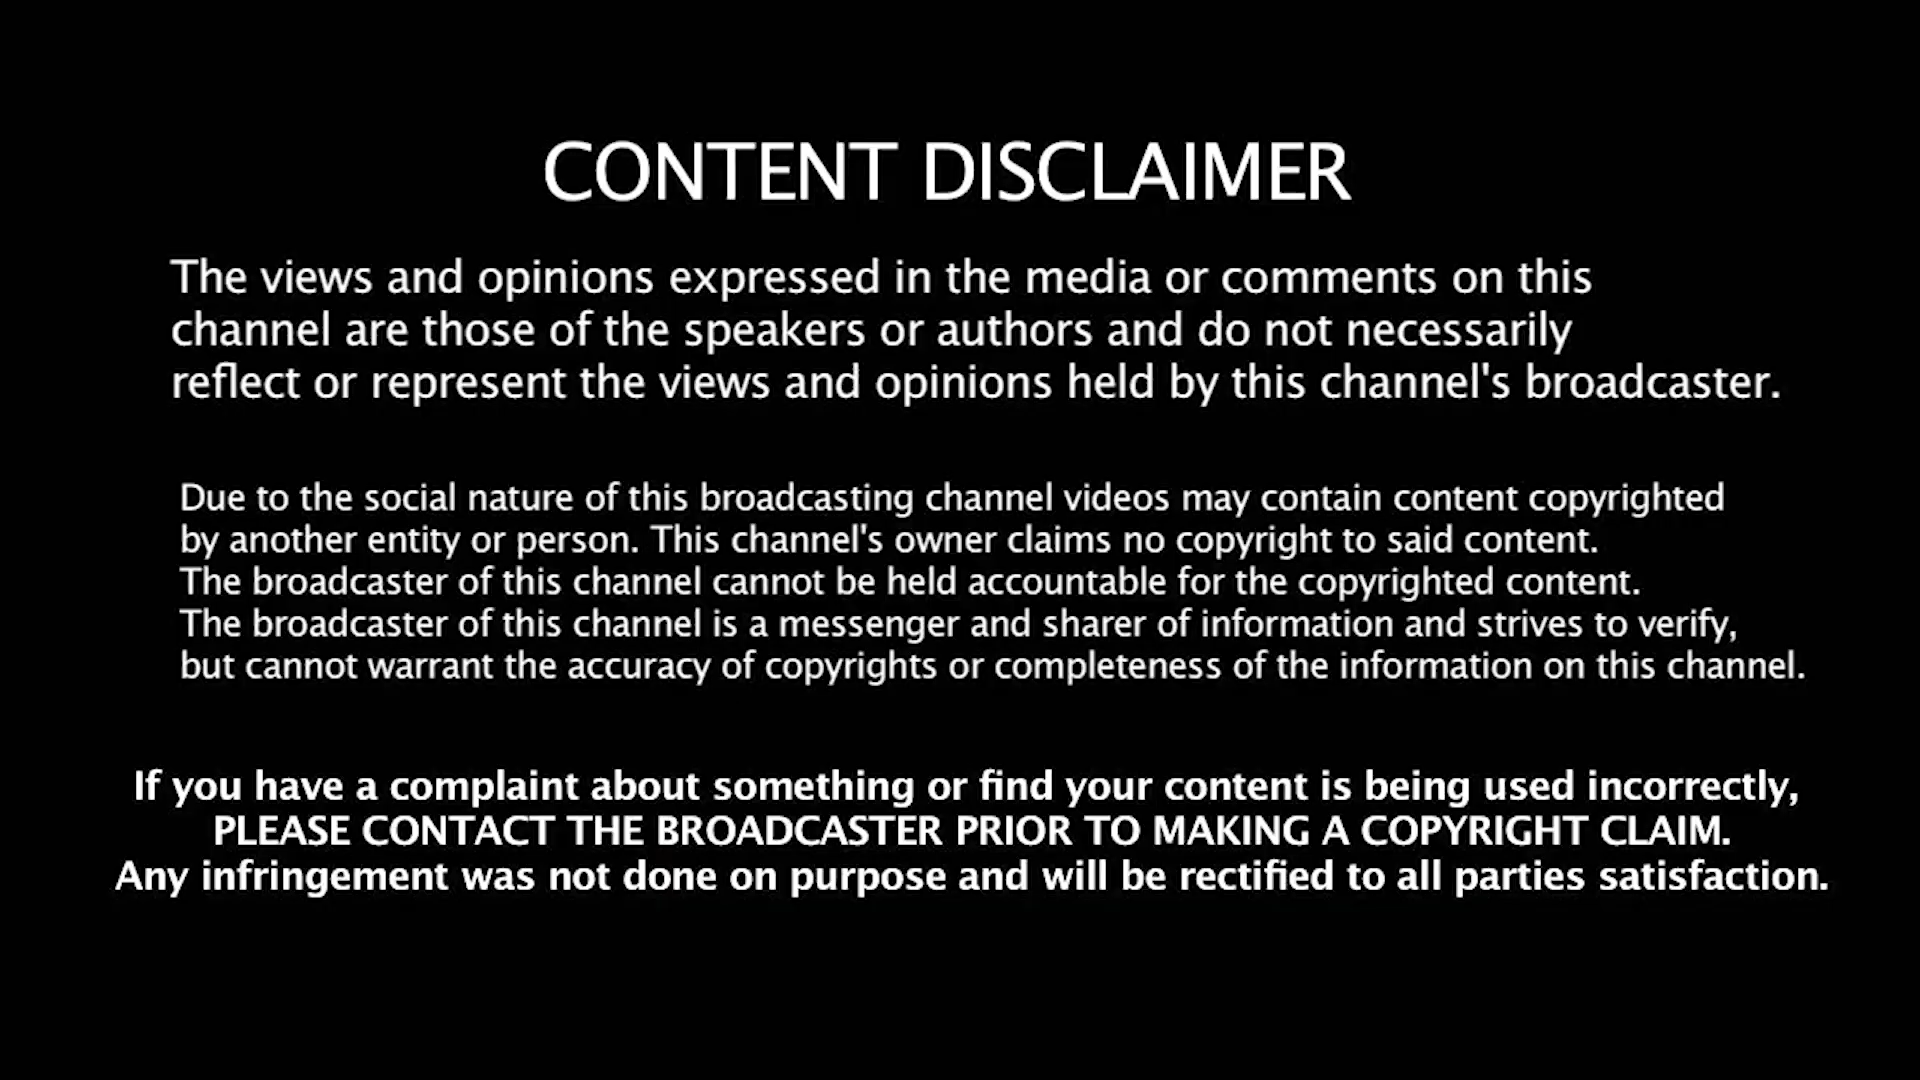 CONTENT DISCLAIMER
The views and opinions expressed in the media or comments on this
channel are those of the speakers or authors and do not necessarily
reflect or represent the views and opinions held by this channel's broadcaster.
Due to the social nature of this broadcasting channel videos may contain content copyrighted
by another entity or person. This channel's owner claims no copyright to said content.
The broadcaster of this channel cannot be held accountable for the copyrighted content.
The broadcaster of this channel is a messenger and sharer of information and strives to verify,
but cannot warrant the accuracy of copyrights or completeness of the information on this channel.
If you have a complaint about something or find your content is being used incorrectly,
PLEASE CONTACT THE BROADCASTER PRIOR TO MAKING A COPYRIGHT CLAIM.
Any infringement was not done on purpose and will be rectified to all parties satisfaction.